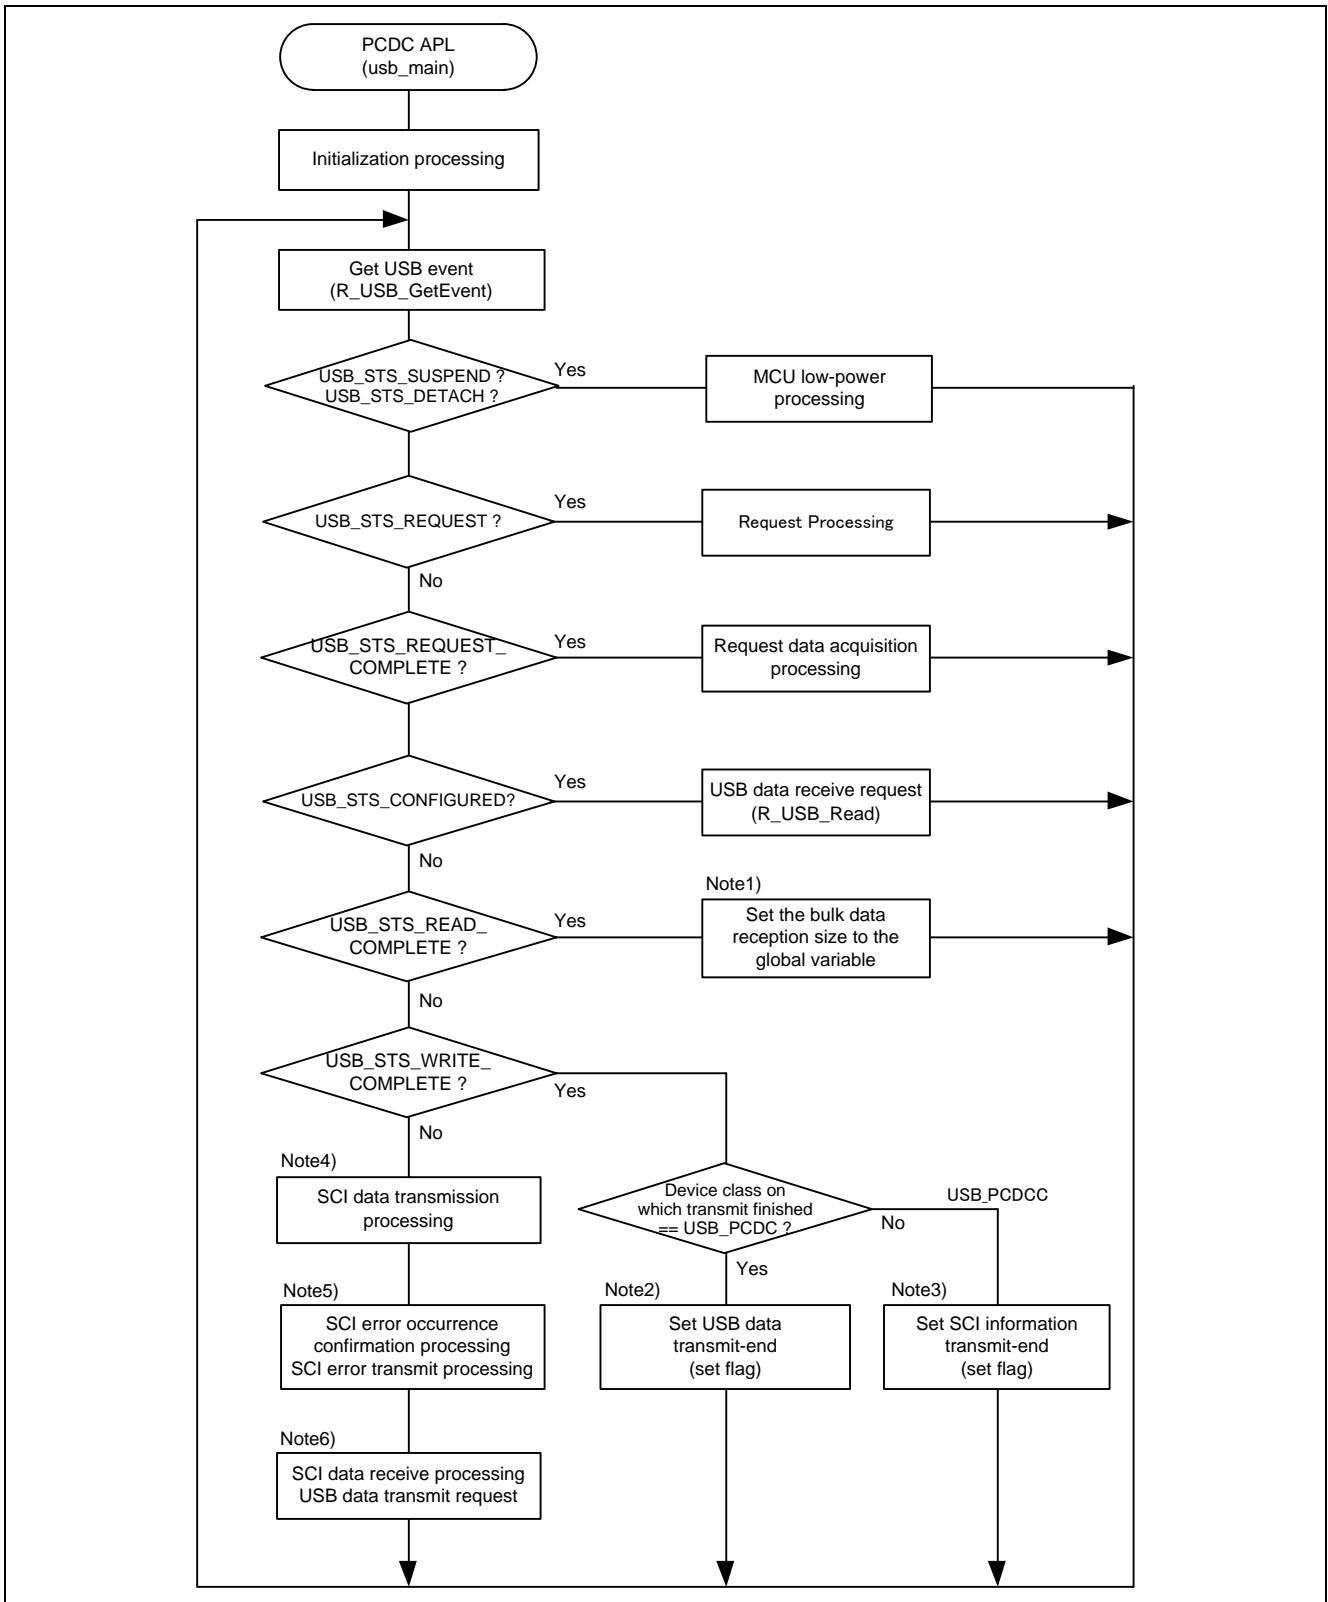 PCDC APL
(usb_main)
Initialization processing
Get USB event
(R_USB_GetEvent)
USB_STS_SUSPEND ?
USB_STS_DETACH ?
Yes
MCU low-power
processing
USB_STS_REQUEST ?
Yes
Request Processing
No
USB_STS_REQUEST_
COMPLETE ?
Yes
Request data acquisition
processing
USB_STS_CONFIGURED?
Yes
USB data receive request
(R_USB_Read)
No
USB_STS_READ_
COMPLETE ?
Yes
Note1)
Set the bulk data
reception size to the
global variable
No
USB_STS_WRITE_
COMPLETE ?
Yes
No
Note4)
SCI data transmission
processing
Device class on
which transmit finished
== USB_PCDC ?
USB_PCDCC
No
Yes
Note5)
SCI error occurrence
confirmation processing
SCI error transmit processing
Note2)
Set USB data
transmit-end
(set flag)
Note3)
Set SCI information
transmit-end
(set flag)
Note6)
SCI data receive processing
USB data transmit request